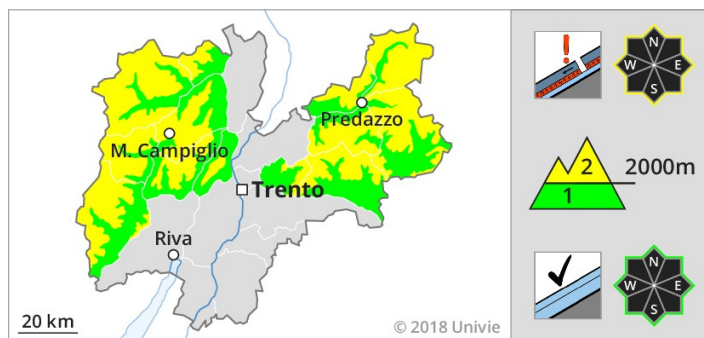 Predazzo
M. Campiglio
Trento
Riva
20 km
© 2018 Univie
!
N
W E
S
2
1
2000m
N
W E
S